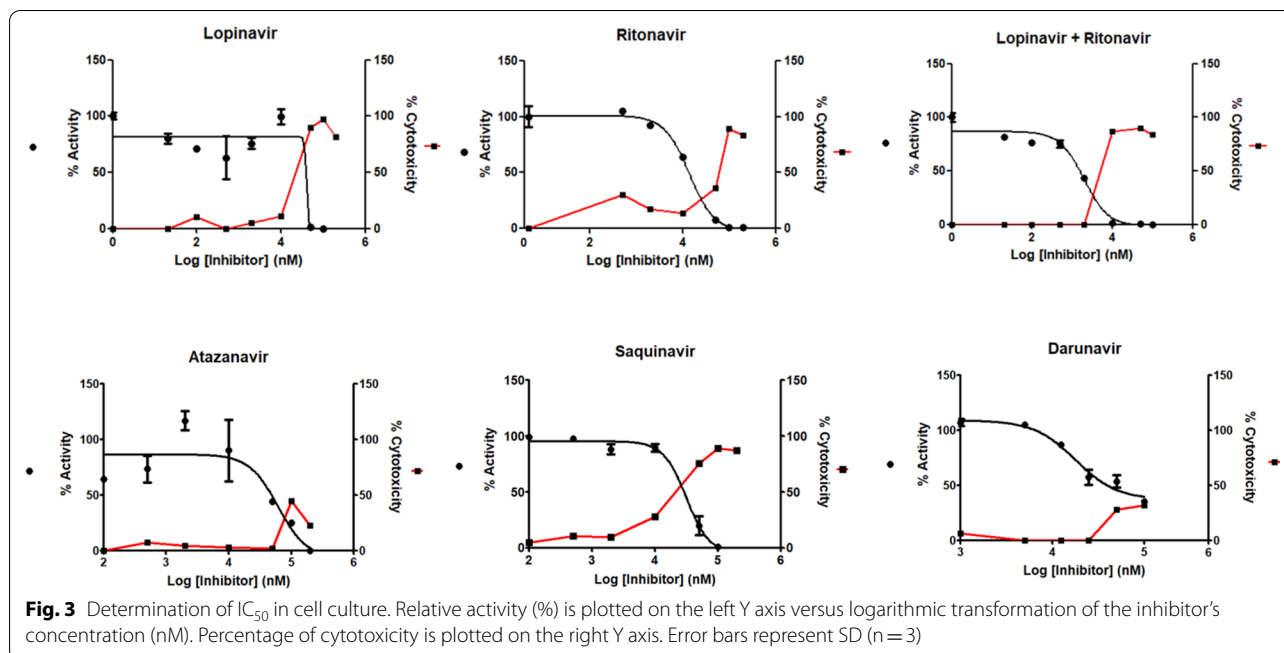 Lopinavir
150
100
50
0
% Activity
150
100
50
0
% Cytotoxicity
0
2
4
6
Log [Inhibitor] (nM)
Ritonavir
150
100
50
0
% Activity
150
100
50
0
% Cytotoxicity
0
2
4
6
Log [Inhibitor] (nM)
Lopinavir + Ritonavir
150
100
50
0
% Activity
150
100
50
0
% Cytotoxicity
0
2
4
6
Log [Inhibitor] (nM)
Atazanavir
150
100
50
0
% Activity
150
100
50
0
% Cytotoxicity
2
3
4
5
6
Log [Inhibitor] (nM)
Saquinavir
150
100
50
0
% Activity
150
100
50
0
% Cytotoxicity
2
3
4
5
6
Log [Inhibitor] (nM)
Darunavir
150
100
50
0
% Activity
150
100
50
0
% Cytotoxicity
3
4
5
6
Log [Inhibitor] (nM)
Fig. 3 Determination of IC50 in cell culture. Relative activity (%) is plotted on the left Y axis versus logarithmic transformation of the inhibitor's
concentration (nM). Percentage of cytotoxicity is plotted on the right Y axis. Error bars represent SD (n = 3)